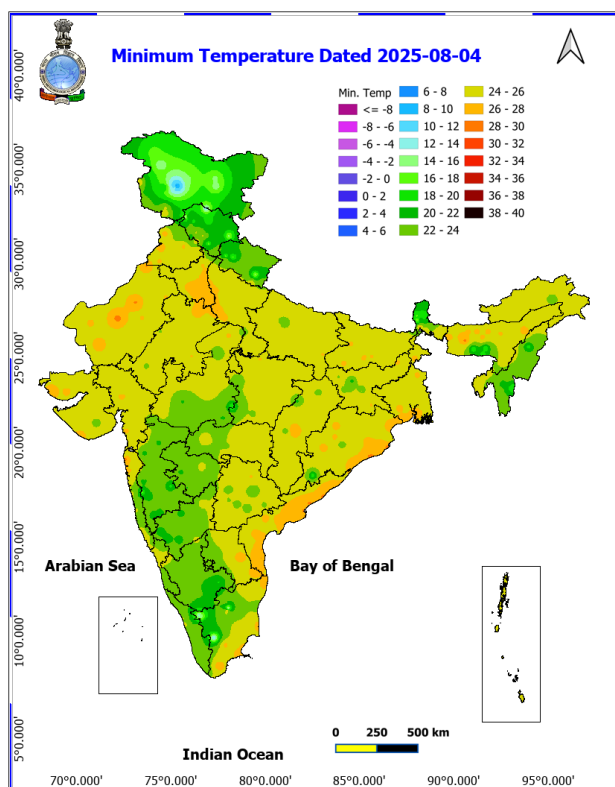 Minimum Temperature Dated 2025-08-04
Min. Temp
<= -8
-8 - -6
-6 - -4
-4 - -2
-2 - 0
0 - 2
2 - 4
4 - 6
6 - 8
8 - 10
10 - 12
12 - 14
14 - 16
16 - 18
18 - 20
20 - 22
22 - 24
24 - 26
26 - 28
28 - 30
30 - 32
32 - 34
34 - 36
36 - 38
38 - 40
40°0.000'
35°0.000'
30°0.000'
25°0.000'
20°0.000'
15°0.000'
10°0.000'
5°0.000'
Arabian Sea
Bay of Bengal
Indian Ocean
0 250 500 km
70°0.000' 75°0.000' 80°0.000' 85°0.000' 90°0.000' 95°0.000'